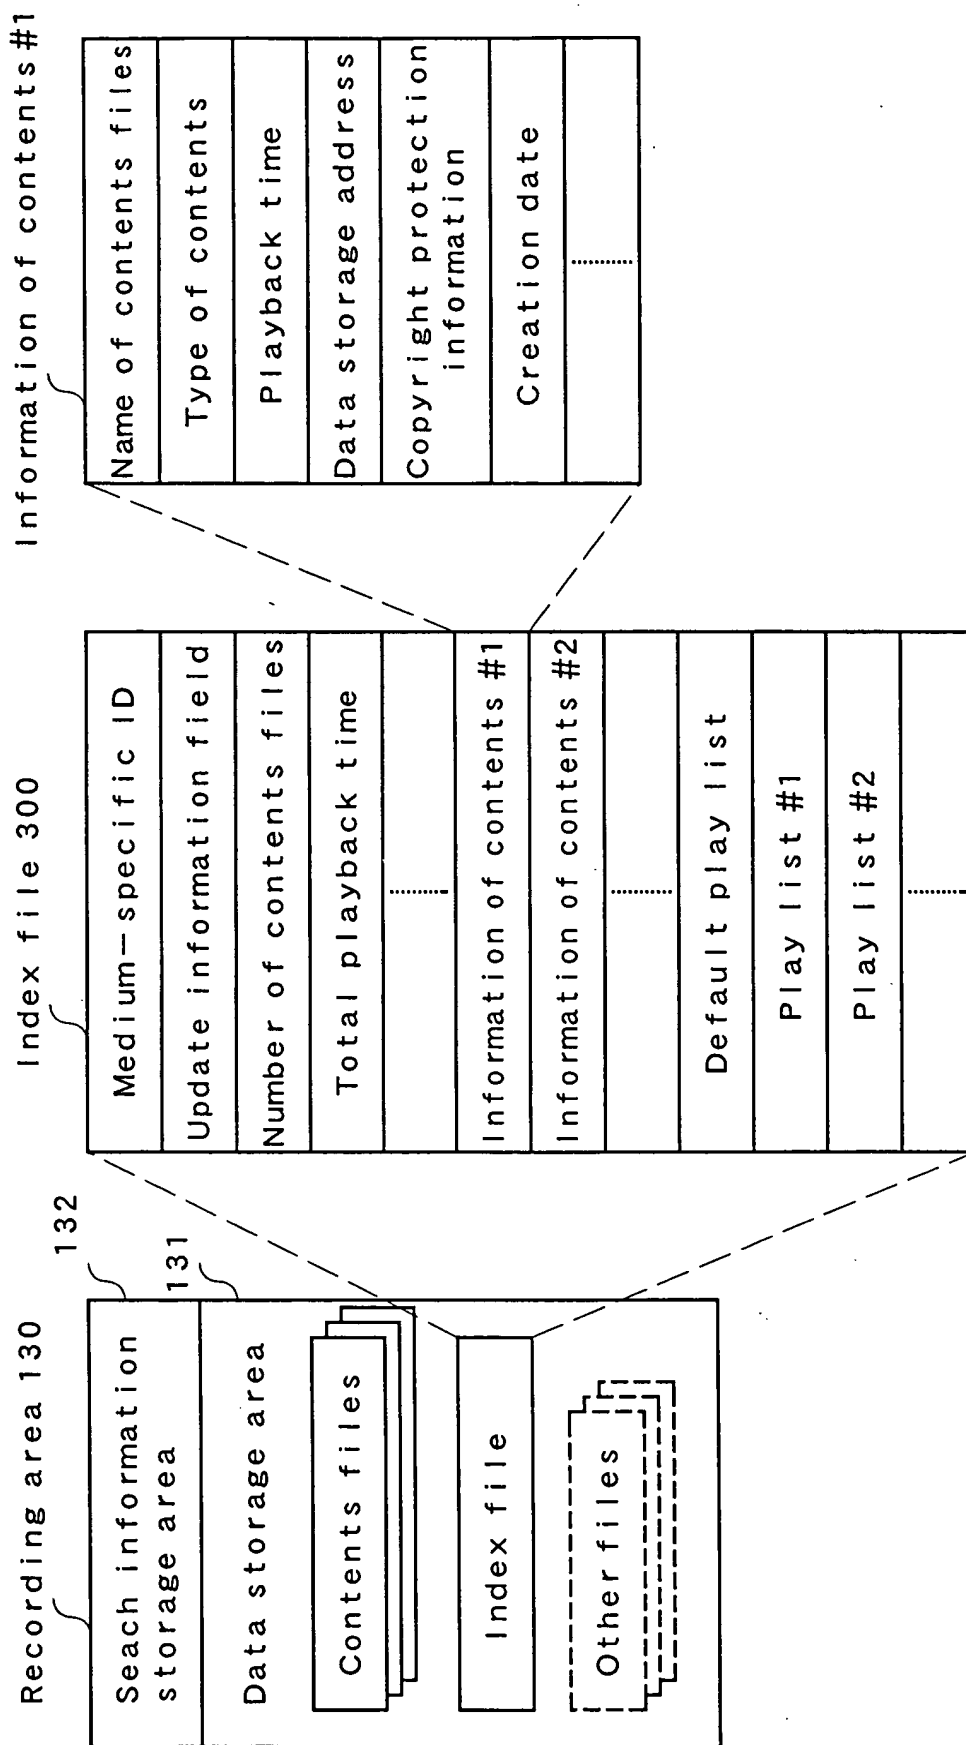 Recording area 130
132
Seach information
storage area
131
Data storage area
Contents files
Index file
Other files
Index file 300
Medium-specific ID
Update information field
Number of contents files
Total playback time
Information of contents #1
Information of contents #2
Default play list
Play list #1
Play list #2
Information of contents#1
Name of contents files
Type of contents
Playback time
Data storage address
Copyright protection
information
Creation date